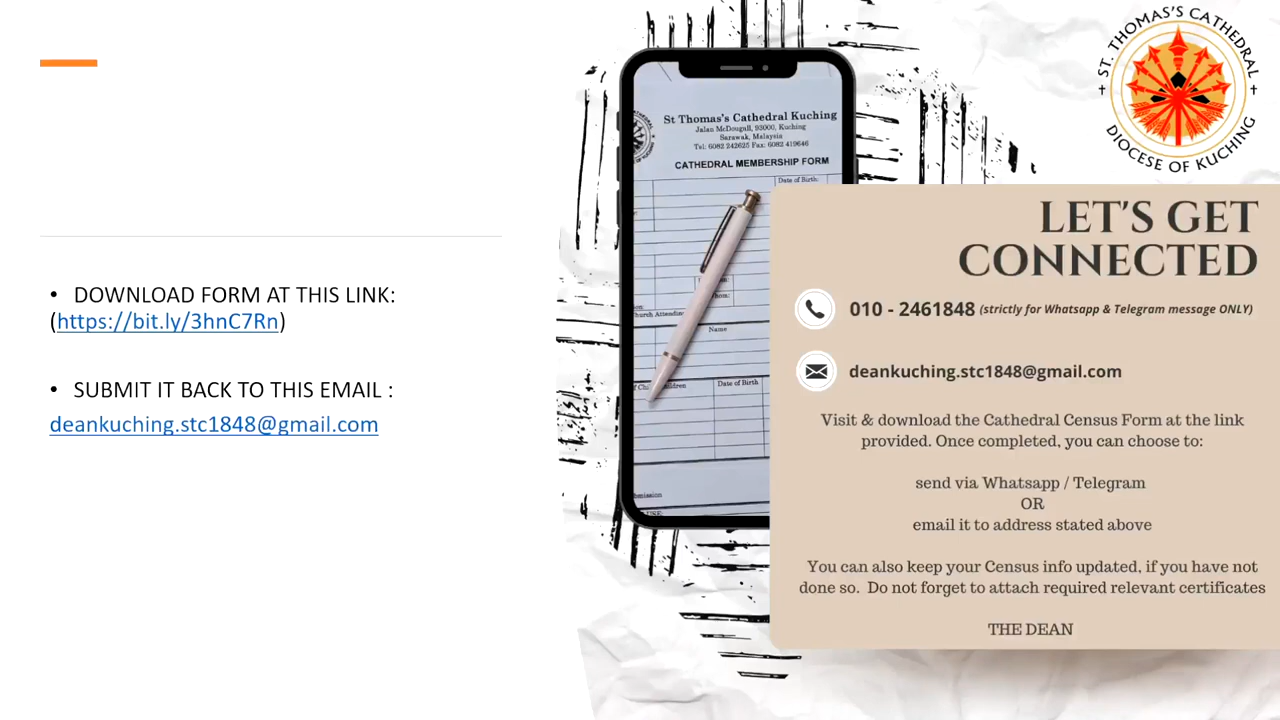 • DOWNLOAD FORM AT THIS LINK:
(https://bit.ly/3hnC7Rn)
• SUBMIT IT BACK TO THIS EMAIL :
deankuching.stc1848@gmail.com
St Thomas's Cathedral Kuching
Jalan McDougall, 93000, Kuching
Sarawak, Malaysia
Tel: 6082 242625 Fax: 6082 419646
CATHEDRAL MEMBERSHIP FORM
Date of Birth:
Name
Date of Birth
ST. THOMAS'S CATHEDRAL
DIOCESE OF KUCHING
LET'S GET
CONNECTED
010 - 2461848 (strictly for Whatsapp & Telegram message ONLY)
deankuching.stc1848@gmail.com
Visit & download the Cathedral Census Form at the link
provided. Once completed, you can choose to:
send via Whatsapp / Telegram
OR
email it to address stated above
You can also keep your Census info updated, if you have not
done so. Do not forget to attach required relevant certificates
THE DEAN